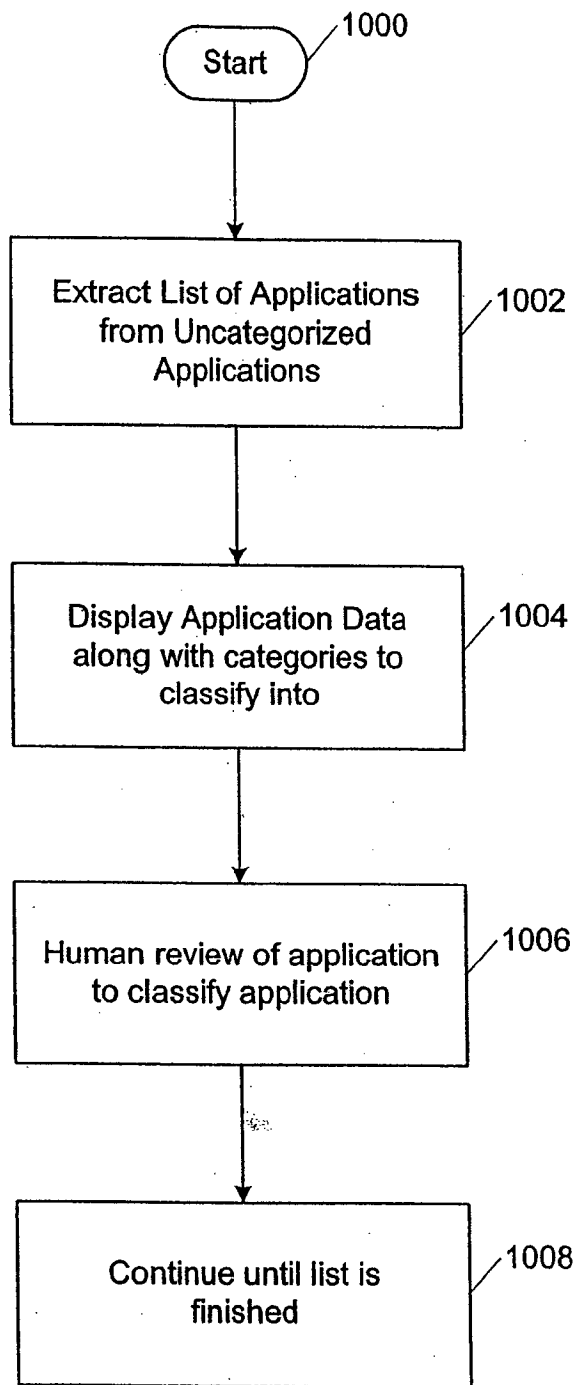 1000
Start
Extract List of Applications
from Uncategorized
Applications
1002
Display Application Data
along with categories to
classify into
1004
Human review of application
to classify application
1006
Continue until list is
finished
1008